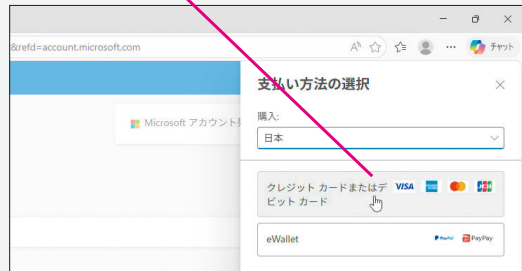 &refd=account.microsoft.com
チャット
支払い方法の選択
Microsoft アカウント
購入:
日本
クレジット カードまたはデ
ビット カード
VISA
eWallet
PayPal
PayPay